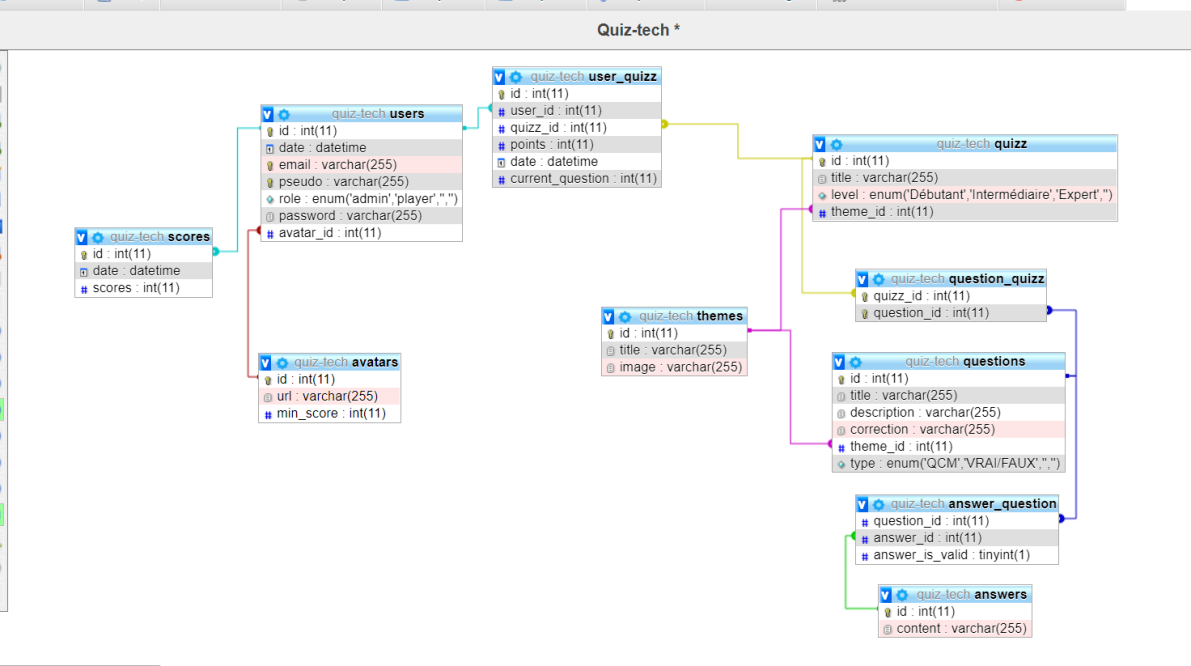 Quiz-tech *
quiz-tech user_quizz
id : int(11)
user_id : int(11)
quizz_id : int(11)
points : int(11)
date : datetime
current_question : int(11)
quiz-tech users
id : int(11)
date : datetime
email : varchar(255)
pseudo : varchar(255)
role : enum('admin','player','','')
password : varchar(255)
avatar_id : int(11)
quiz-tech quizz
id : int(11)
title : varchar(255)
level : enum('Débutant','Intermédiaire','Expert','')
theme_id : int(11)
quiz-tech scores
id : int(11)
date : datetime
scores : int(11)
quiz-tech question_quizz
quizz_id : int(11)
question_id : int(11)
quiz-tech themes
id : int(11)
title : varchar(255)
image : varchar(255)
quiz-tech avatars
id : int(11)
url : varchar(255)
min_score : int(11)
quiz-tech questions
id : int(11)
title : varchar(255)
description : varchar(255)
correction : varchar(255)
theme_id : int(11)
type : enum('QCM','VRAI/FAUX','','')
quiz-tech answer_question
question_id : int(11)
answer_id : int(11)
answer_is_valid : tinyint(1)
quiz-tech answers
id : int(11)
content : varchar(255)